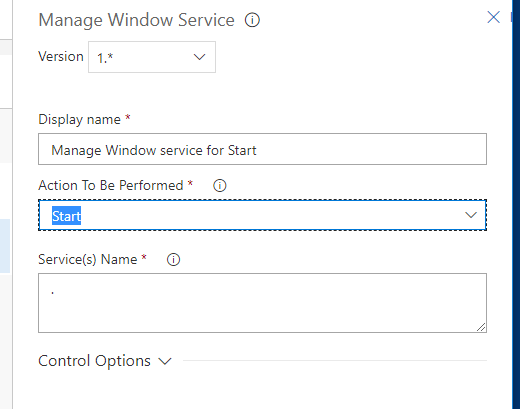 Manage Window Service
Version 1.*
Display name *
Manage Window service for Start
Action To Be Performed *
Start
Service(s) Name *
.
Control Options